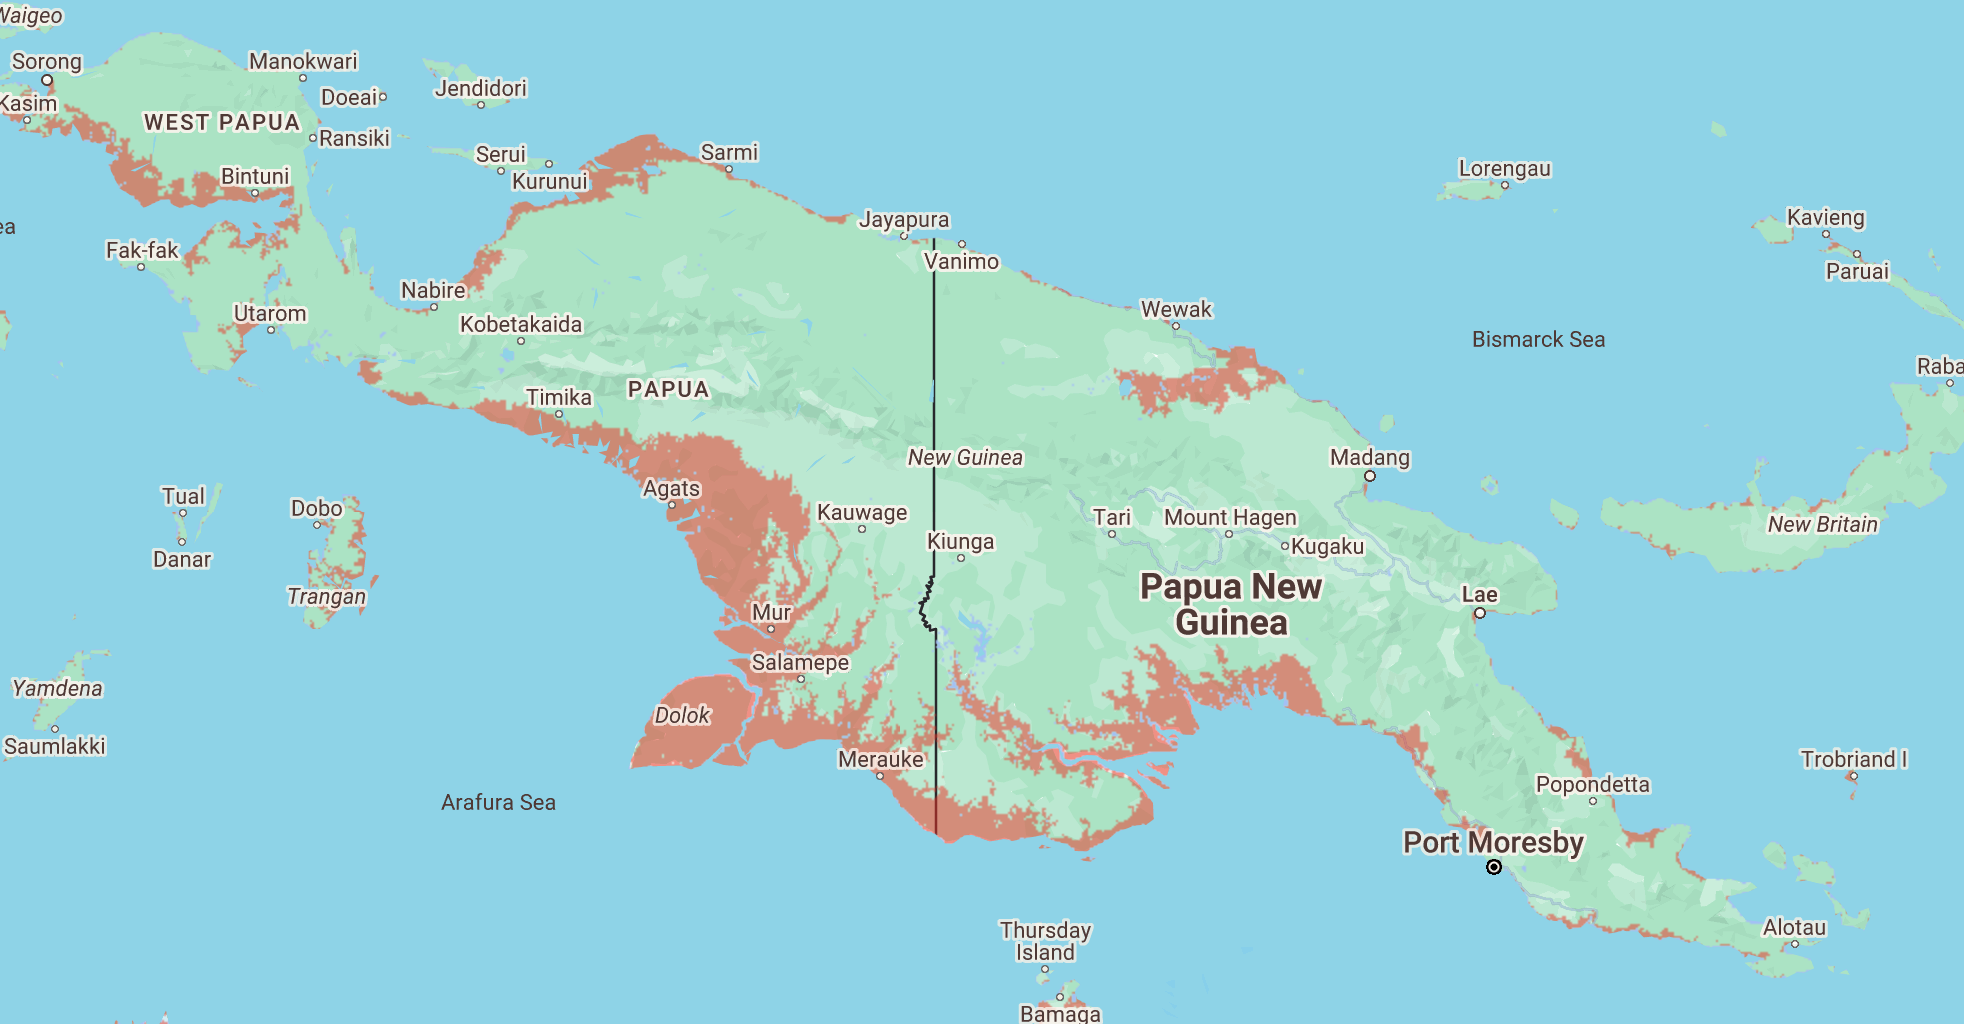 Waigeo
Sorong
Manokwari
Kasim
Doeai
Jendidori
WEST PAPUA
Ransiki
Serui
Sarmi
Bintuni
Kurunui
Lorengau
ea
Jayapura
Kavieng
Fak-fak
Vanimo
Paruai
Nabire
Utarom
Wewak
Kobetakaida
Bismarck Sea
Raba
PAPUA
Timika
New Guinea
Madang
Agats
Tual
Dobo
Kauwage
Tari
Mount Hagen
New Britain
Kiunga
Kugaku
Danar
Trangan
Papua New
Guinea
Lae
Mur
Salamepe
Yamdena
Dolok
Saumlakki
Merauke
Trobriand I
Popondetta
Arafura Sea
Port Moresby
Thursday
Island
Alotau
Bamaga